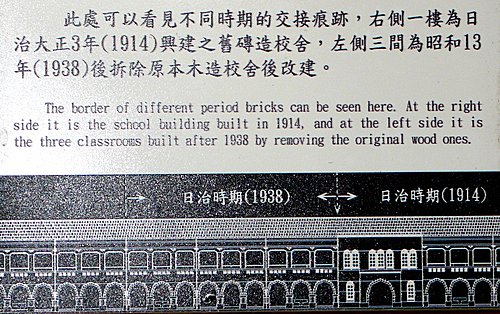 此處可以看見不同時期的交接痕跡，右側一樓為日
治大正3年(1914)興建之舊磚造校舍，左側三間為昭和13
年(1938)後拆除原本木造校舍後改建。
The border of different period bricks can be seen here. At the right
side it is the school building built in 1914, and at the left side it is
the three classrooms built after 1938 by removing the original wood ones.
日治時期(1938) 日治時期(1914)